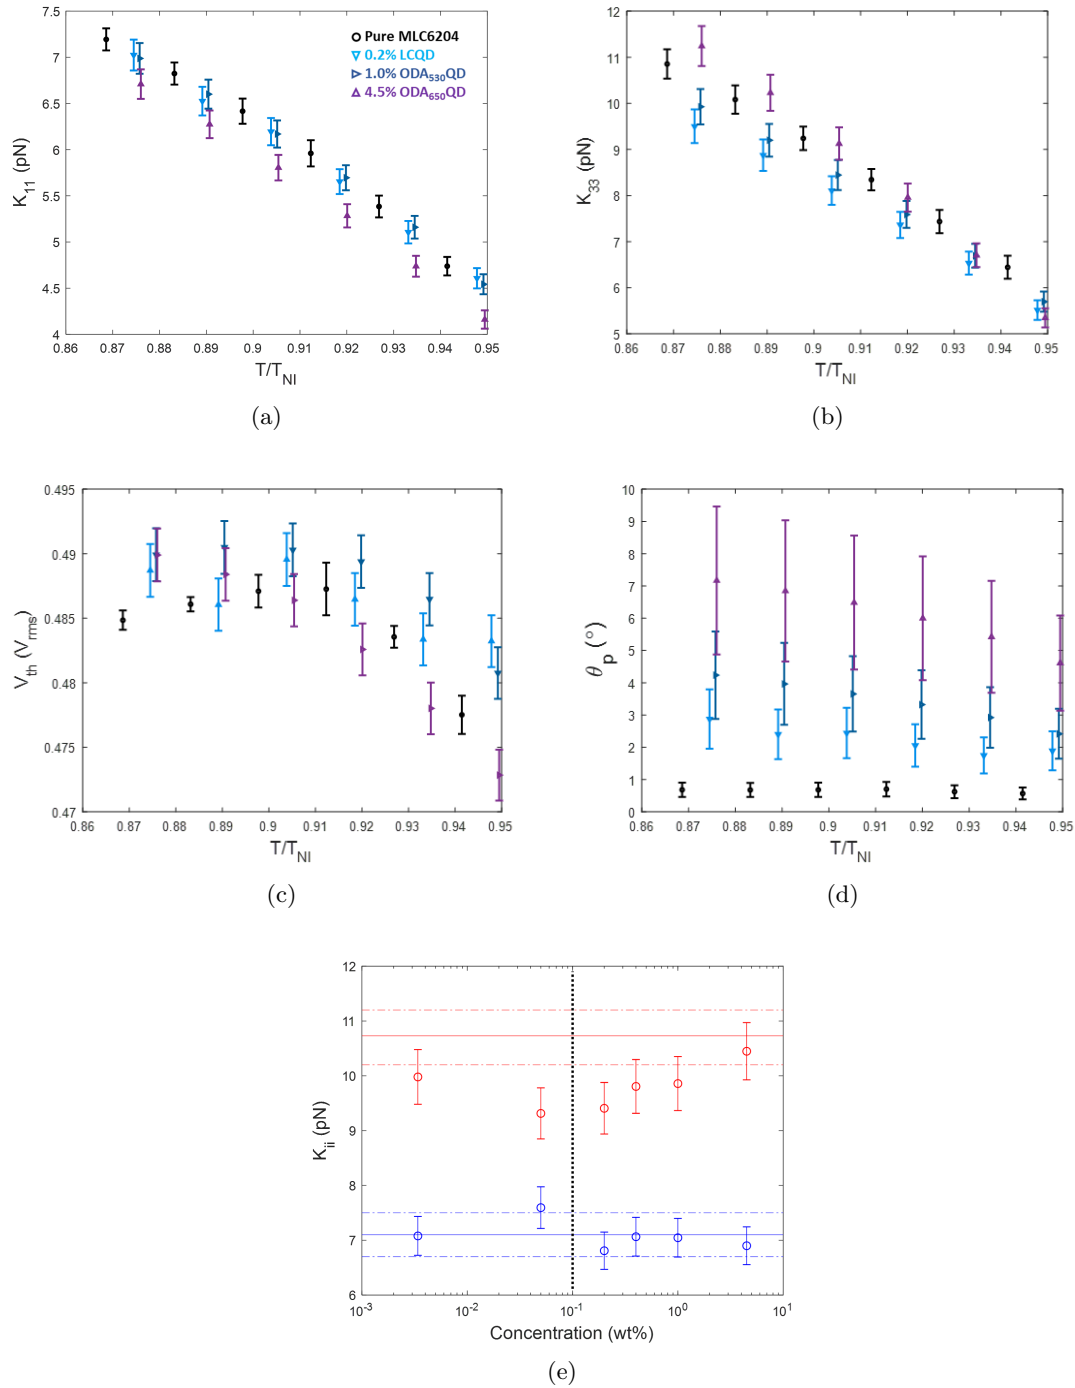 7
6.5
6
5.5
5
4.5
4
K11 (pN)
0.86 0.87 0.88 0.89 0.9 0.91 0.92 0.93 0.94 0.95
T/TNI
Pure MLC6204
0.2% LCQD
1.0% ODA530QD
4.5% ODA650QD
(a)
12
11
10
9
8
7
6
5
K33 (pN)
0.86 0.87 0.88 0.89 0.9 0.91 0.92 0.93 0.94 0.95
T/TNI
(b)
0.495
0.49
0.485
0.48
0.475
0.47
Vth (Vrms)
0.86 0.87 0.88 0.89 0.9 0.91 0.92 0.93 0.94 0.95
T/TNI
(c)
10
9
8
7
6
5
4
3
2
1
0
θp (°)
0.86 0.87 0.88 0.89 0.9 0.91 0.92 0.93 0.94 0.95
T/TNI
(d)
12
11
10
9
8
7
6
Kii (pN)
10-3 10-2 10-1 100 101
Concentration (wt%)
(e)